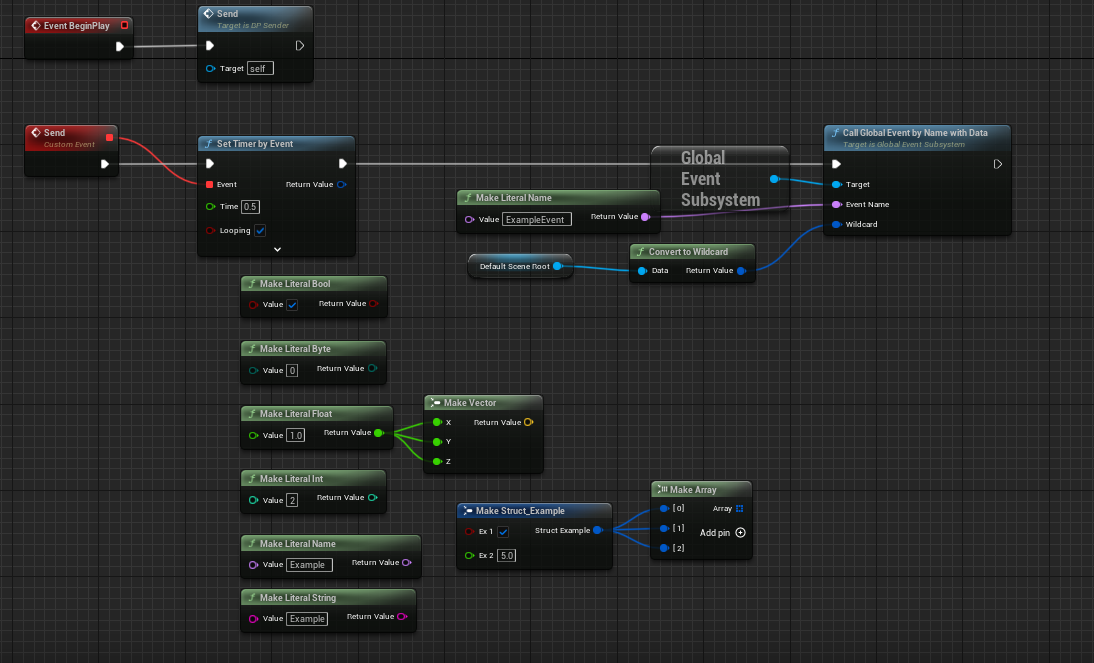 Event BeginPlay
Send
Target is DP Sender
Target self
Send
Custom Event
Set Timer by Event
Event Return Value
Time 0.5
Looping
Global
Event
Subsystem
Call Global Event by Name with Data
Target is Global Event Subsystem
Target
Event Name
Wildcard
Make Literal Name
Value ExampleEvent Return Value
Default Scene Root
Convert to Wildcard
Data Return Value
Make Literal Bool
Value Return Value
Make Literal Byte
Value 0 Return Value
Make Literal Float
Value 1.0 Return Value
Make Vector
X Return Value
Y
Z
Make Literal Int
Value 2 Return Value
Make Struct_Example
Ex 1 Struct Example
Ex 2 5.0
Make Array
[0] Array
[1] Add pin
[2]
Make Literal Name
Value Example Return Value
Make Literal String
Value Example Return Value